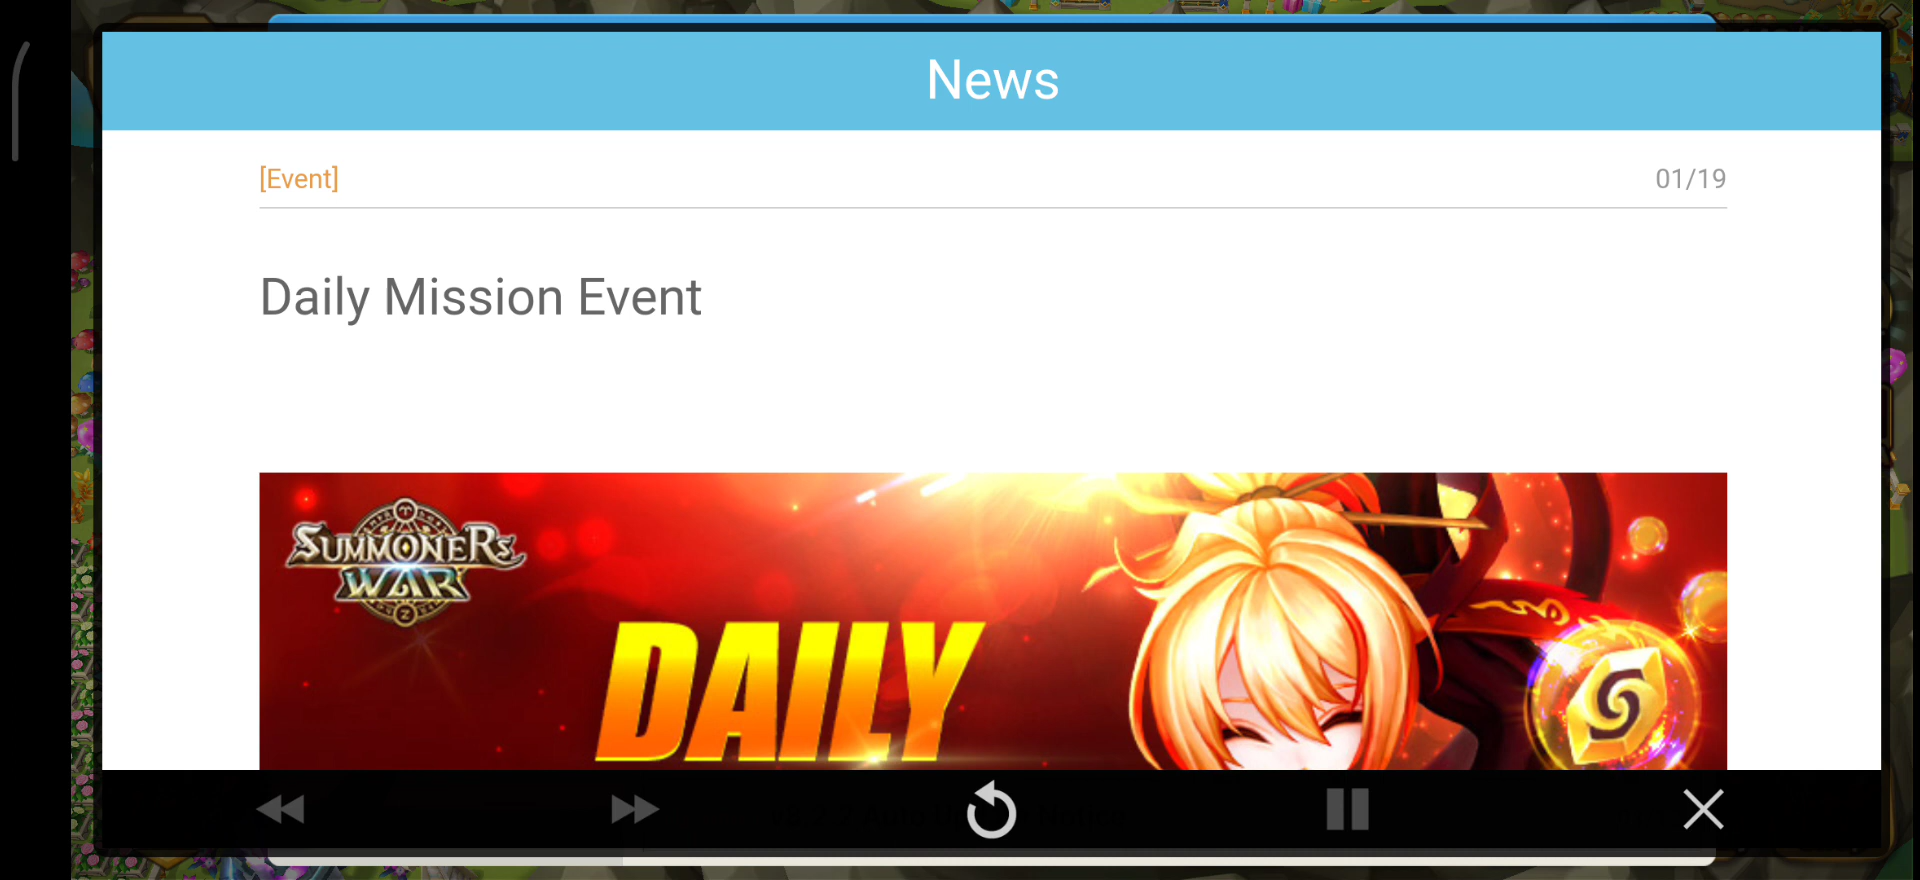 News
[Event]
01/19
Daily Mission Event
SUMMONERS
WAR
DAILY